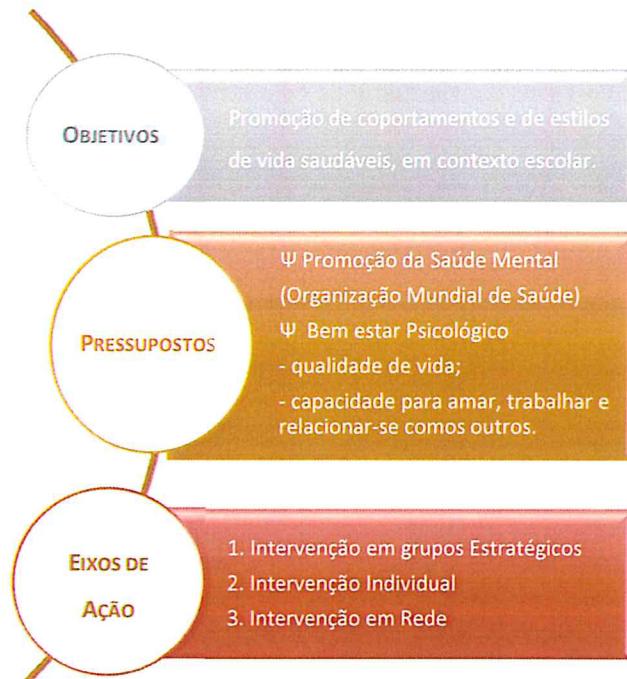 OBJETIVOS
Promoção de coportamentos e de estilos
de vida saudáveis, em contexto escolar.
PRESSUPOSTOS
Ψ Promoção da Saúde Mental
(Organização Mundial de Saúde)
Ψ Bem estar Psicológico
- qualidade de vida;
- capacidade para amar, trabalhar e
relacionar-se comos outros.
EIXOS DE
AÇÃO
1. Intervenção em grupos Estratégicos
2. Intervenção Individual
3. Intervenção em Rede